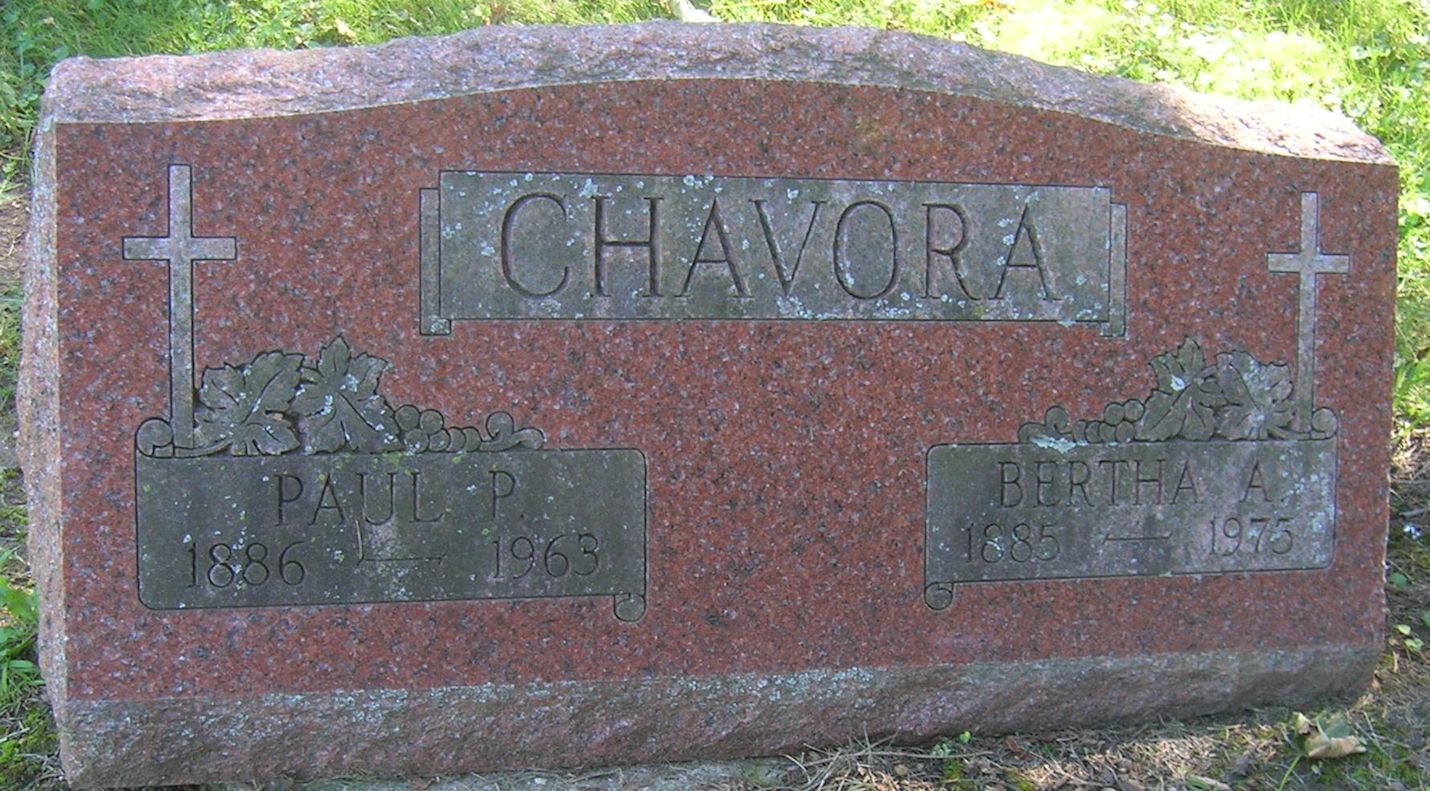 CHAVORA
PAUL P.
1886 — 1963
BERTHA A.
1885 — 1975